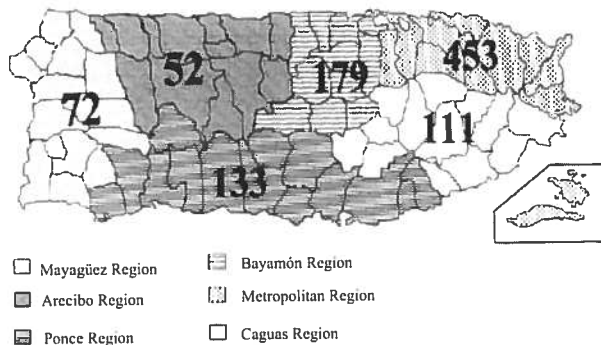 52
179
453
72
111
133
Mayagüez Region
Bayamón Region
Arecibo Region
Metropolitan Region
Ponce Region
Caguas Region